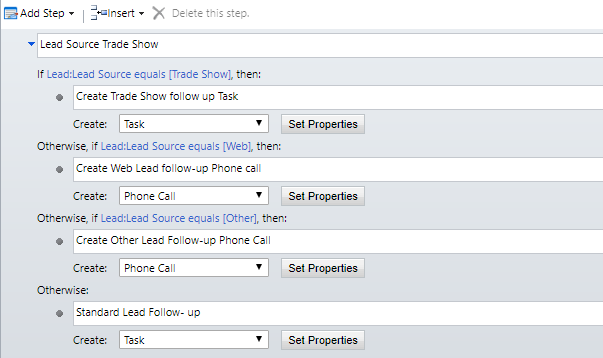 Add Step Insert Delete this step.
Lead Source Trade Show
If Lead:Lead Source equals [Trade Show], then:
Create Trade Show follow up Task
Create: Task Set Properties
Otherwise, if Lead:Lead Source equals [Web], then:
Create Web Lead follow-up Phone call
Create: Phone Call Set Properties
Otherwise, if Lead:Lead Source equals [Other], then:
Create Other Lead Follow-up Phone Call
Create: Phone Call Set Properties
Otherwise:
Standard Lead Follow- up
Create: Task Set Properties